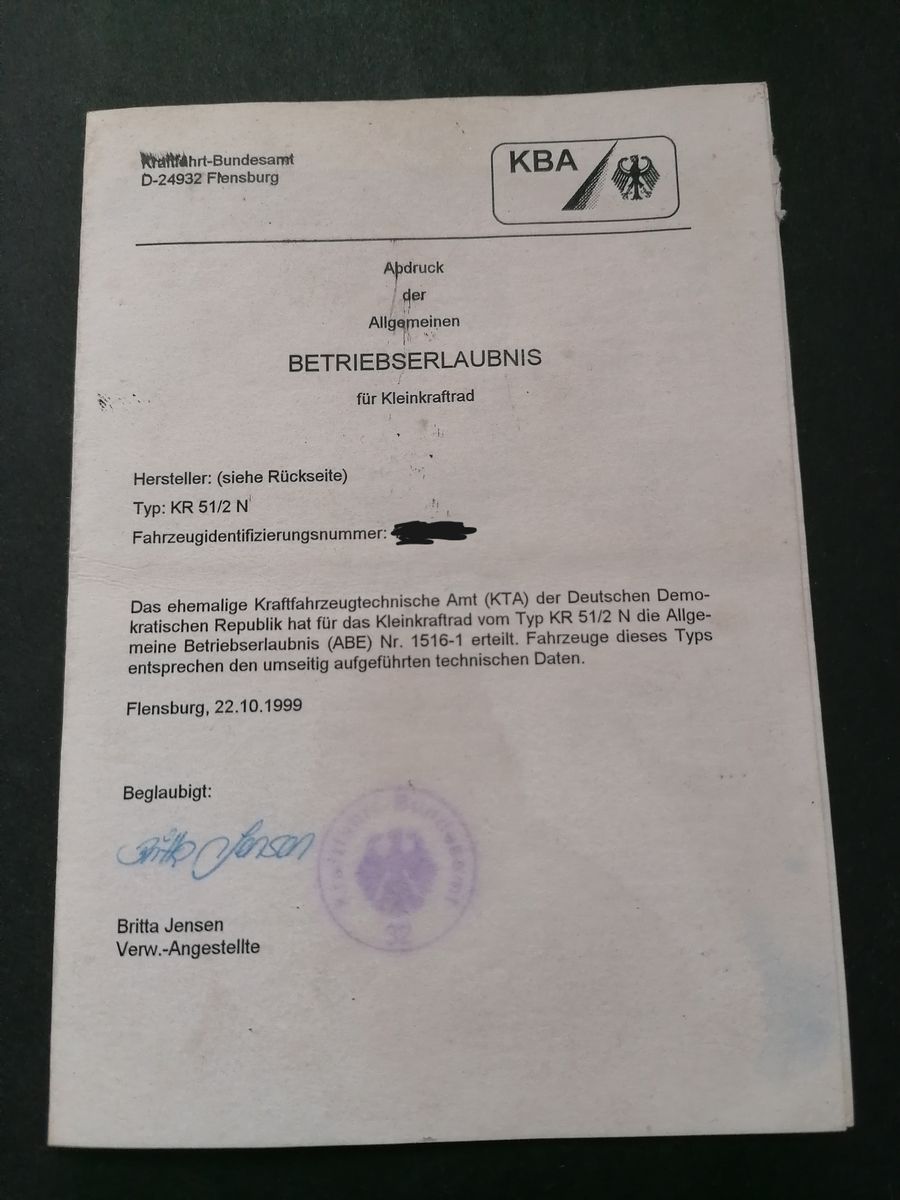 Kraftfahrt-Bundesamt
D-24932 Flensburg
KBA
Abdruck
der
Allgemeinen
BETRIEBSERLAUBNIS
für Kleinkraftrad
Hersteller: (siehe Rückseite)
Typ: KR 51/2 N
Fahrzeugidentifizierungsnummer:
Das ehemalige Kraftfahrzeugtechnische Amt (KTA) der Deutschen Demo-
kratischen Republik hat für das Kleinkraftrad vom Typ KR 51/2 N die Allge-
meine Betriebserlaubnis (ABE) Nr. 1516-1 erteilt. Fahrzeuge dieses Typs
entsprechen den umseitig aufgeführten technischen Daten.
Flensburg, 22.10.1999
Beglaubigt:
Britta Jensen
Kraftfahrt-Bundesamt
Britta Jensen
Verw.-Angestellte